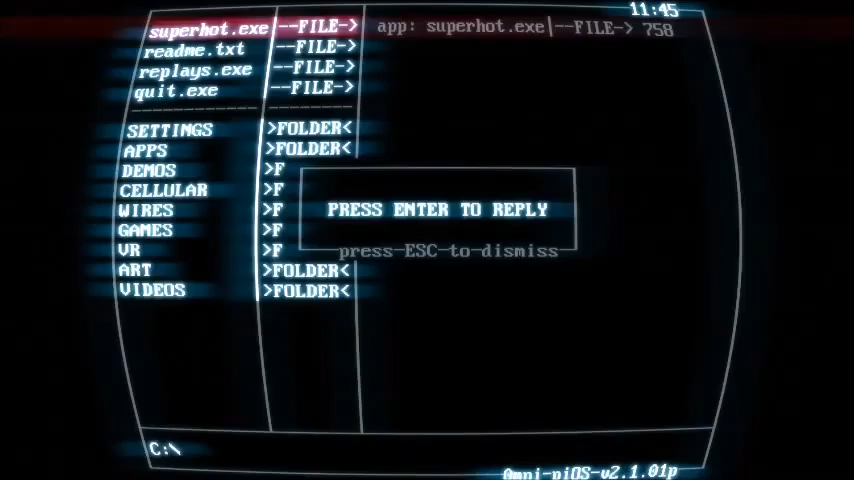 11:45
superhot.exe --FILE-> app: superhot.exe --FILE-> 758
readme.txt --FILE->
replays.exe --FILE->
quit.exe --FILE->
SETTINGS >FOLDER<
APPS >FOLDER<
DEMOS >F
CELLULAR >F
WIRES >F PRESS ENTER TO REPLY
GAMES >F
VR >F press-ESC-to-dismiss
ART >FOLDER<
VIDEOS >FOLDER<
C:\
Ampi-piOS-v2.1.01p